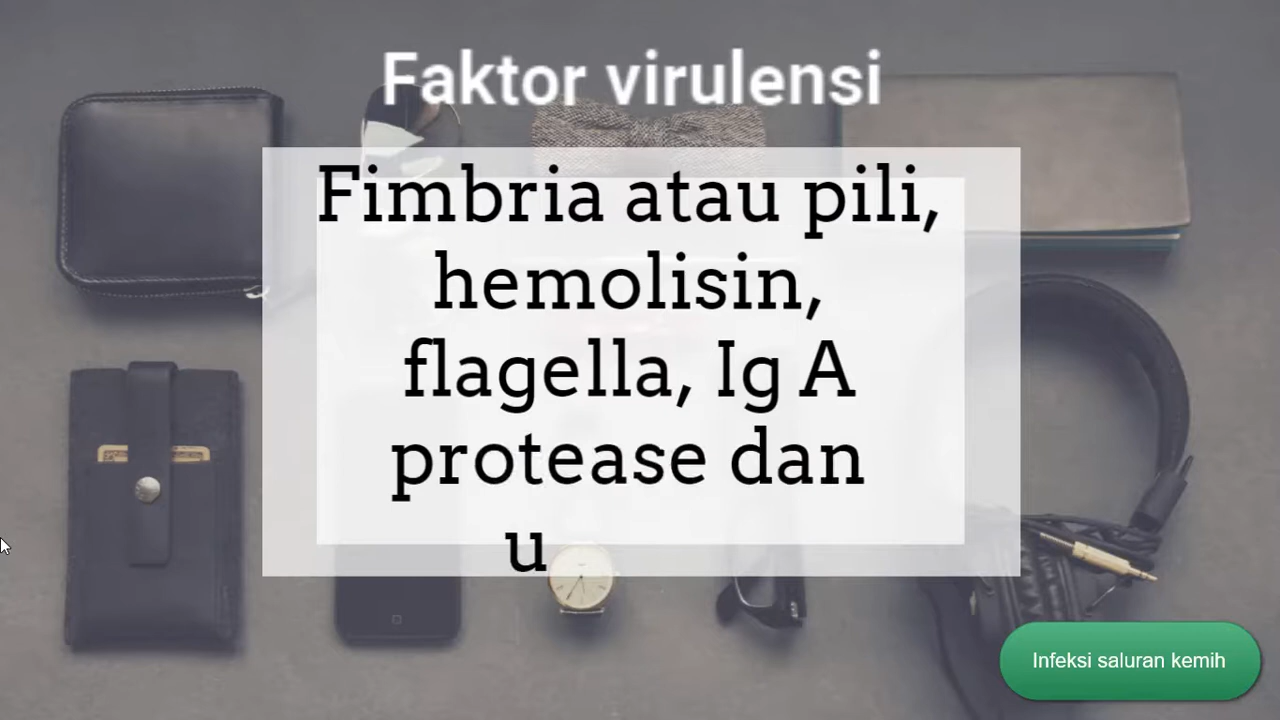 Faktor virulensi
Fimbria atau pili,
hemolisin,
flagella, Ig A
protease dan
u
Infeksi saluran kemih